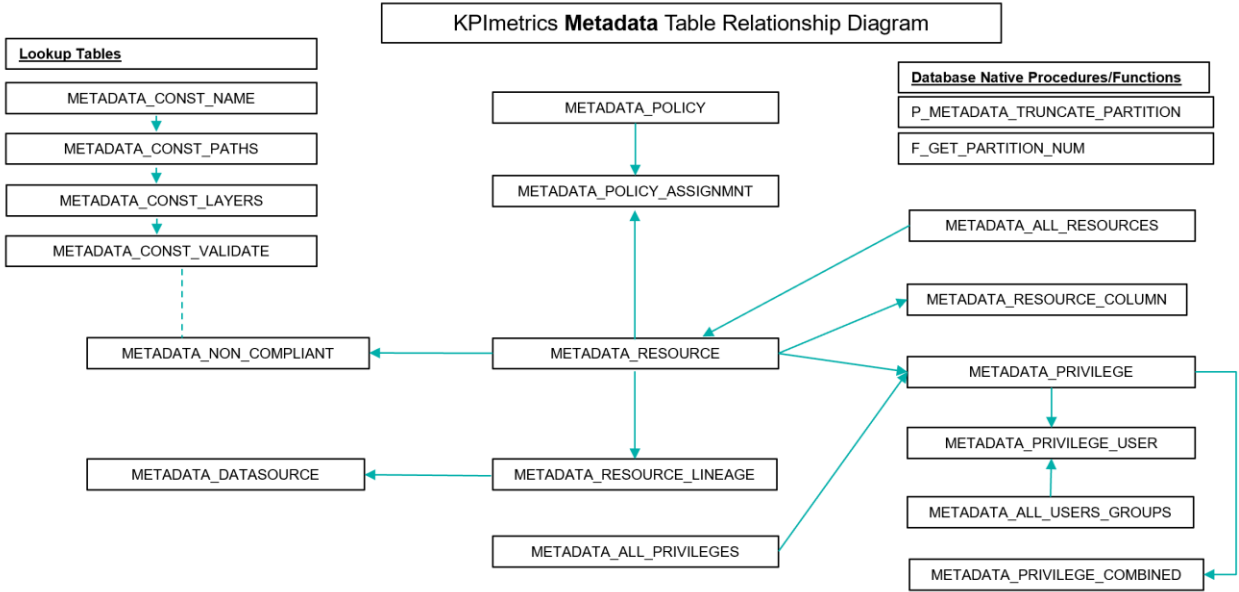 KPImetrics Metadata Table Relationship Diagram
Lookup Tables
METADATA_CONST_NAME
METADATA_CONST_PATHS
METADATA_CONST_LAYERS
METADATA_CONST_VALIDATE
METADATA_POLICY
METADATA_POLICY_ASSIGNMNT
Database Native Procedures/Functions
P_METADATA_TRUNCATE_PARTITION
F_GET_PARTITION_NUM
METADATA_ALL_RESOURCES
METADATA_RESOURCE_COLUMN
METADATA_NON_COMPLIANT
METADATA_RESOURCE
METADATA_PRIVILEGE
METADATA_PRIVILEGE_USER
METADATA_DATASOURCE
METADATA_RESOURCE_LINEAGE
METADATA_ALL_USERS_GROUPS
METADATA_ALL_PRIVILEGES
METADATA_PRIVILEGE_COMBINED